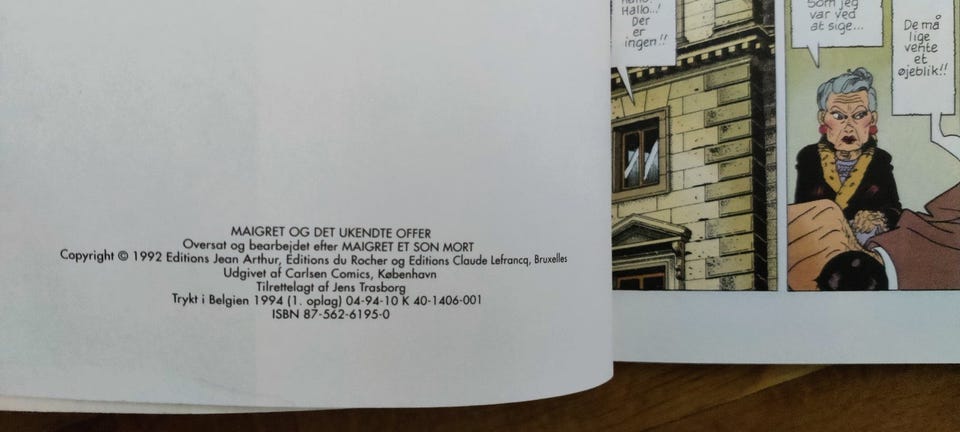 MAIGRET OG DET UKENDTE OFFER
Oversat og bearbejdet efter MAIGRET ET SON MORT
Copyright © 1992 Editions Jean Arthur, Editions du Rocher og Editions Claude Lefrancq, Bruxelles
Udgivet af Carlsen Comics, København
Tilrettelagt af Jens Trasborg
Trykt i Belgien 1994 (1. oplag) 04-94-10 K 40-1406-001
ISBN 87-562-6195-0
Hallo...!
Der
er
ingen!!
Som jeg
var ved
at sige...
De må
lige
vente
et
øjeblik!!